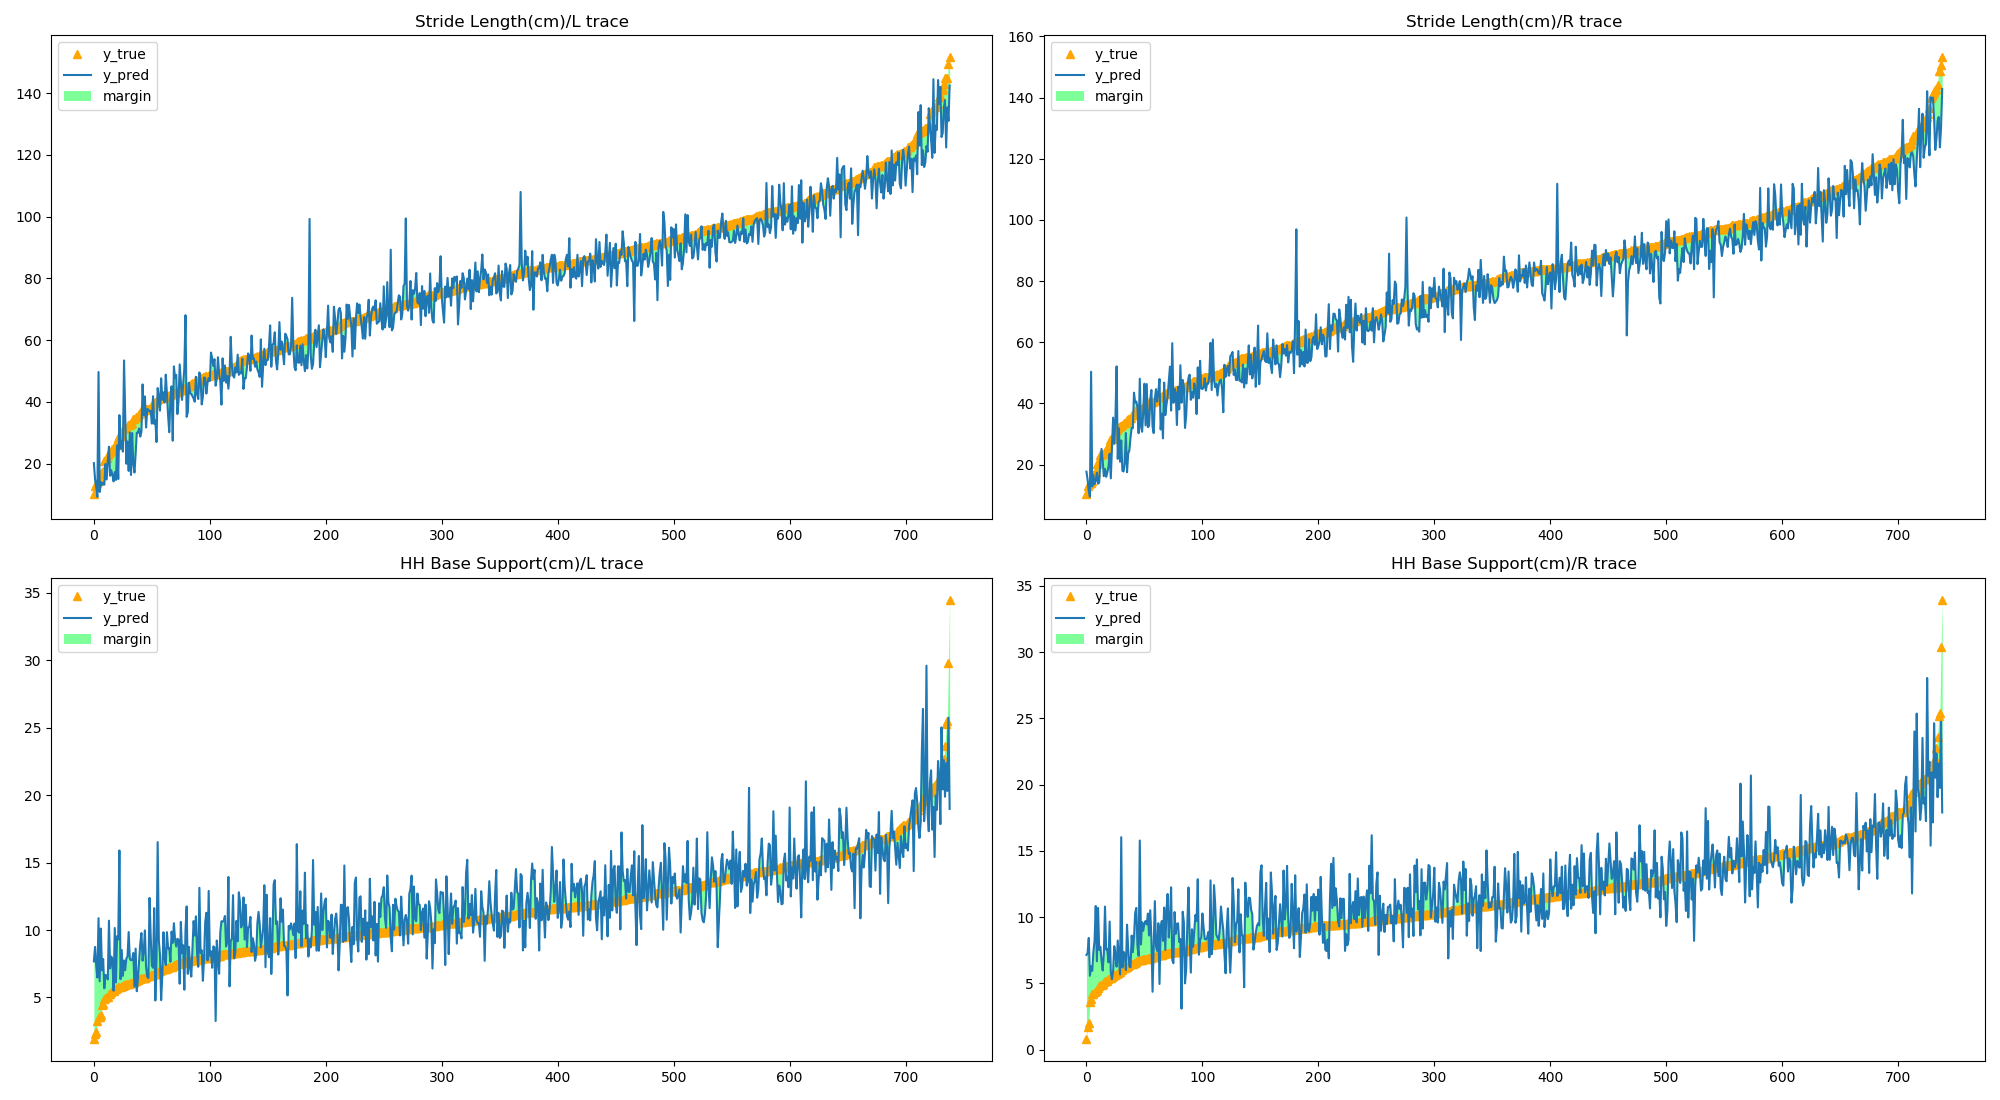 Stride Length(cm)/L trace
y_true
y_pred
margin
140
120
100
80
60
40
20
0 100 200 300 400 500 600 700
Stride Length(cm)/R trace
y_true
y_pred
margin
160
140
120
100
80
60
40
20
0 100 200 300 400 500 600 700
HH Base Support(cm)/L trace
y_true
y_pred
margin
35
30
25
20
15
10
5
0 100 200 300 400 500 600 700
HH Base Support(cm)/R trace
y_true
y_pred
margin
35
30
25
20
15
10
5
0
0 100 200 300 400 500 600 700